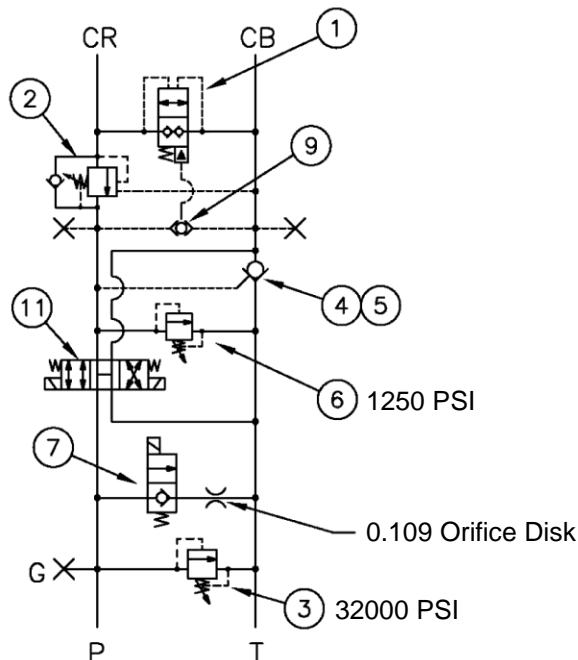 CR CB
1
2
9
4 5
11
6 1250 PSI
7
0.109 Orifice Disk
G
3 32000 PSI
P T